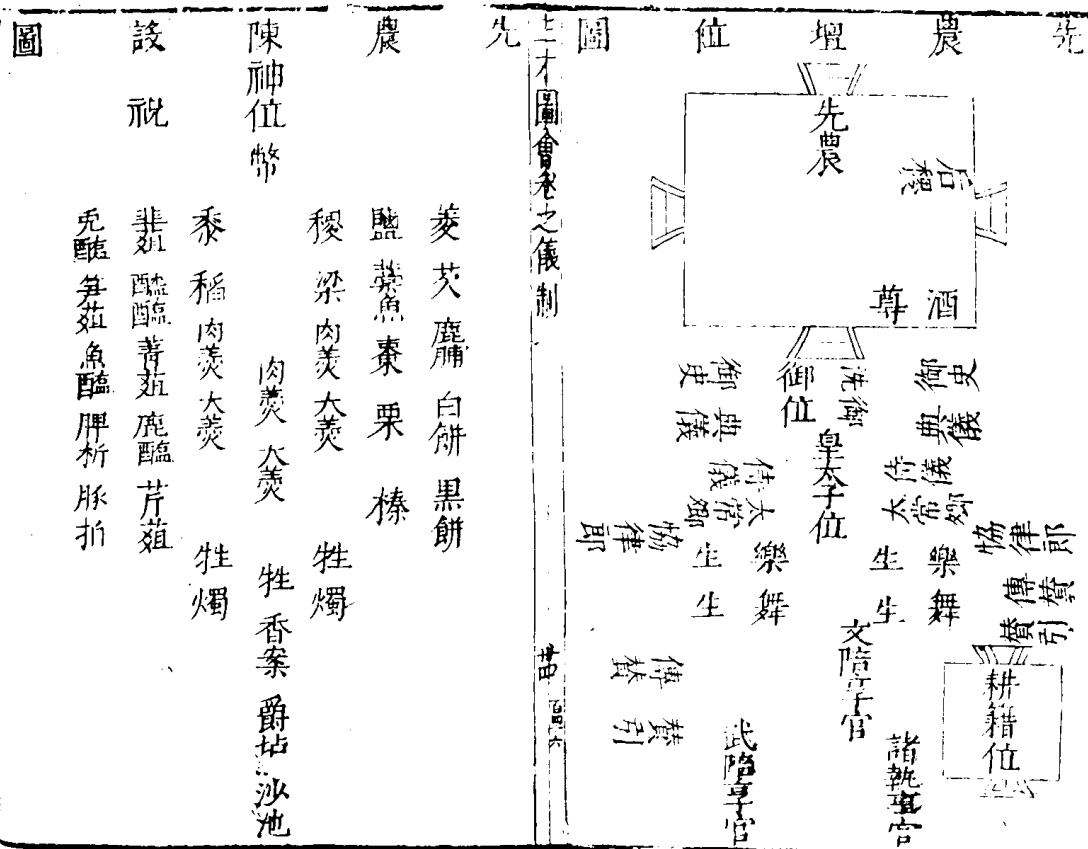 先農壇位圖
先農
后稷
酒尊
御史
御史
洗御
御位
典儀
典儀
皇太子位
侍儀
侍儀
太常卿
太常卿
協律郎
協律郎
樂生
樂生
舞生
舞生
傳贊
贊引
傳贊
贊引
文陪享官
武陪享官
諸執事官
耕籍位
三才圖會卷之儀制
先農陳設圖
神位幣
祝
菱 芡 鹿脯 白餅 黑餅
鹽 藁魚 棗 栗 榛
稷 梁 肉羹 大羹 牲燭
肉羹 大羹 牲 香案 爵坫 沙池
黍 稻 肉羹 大羹 牲燭
韮菹 醓醢 菁菹 鹿醢 芹菹
兎醢 笋菹 魚醢 脾析 豚拍